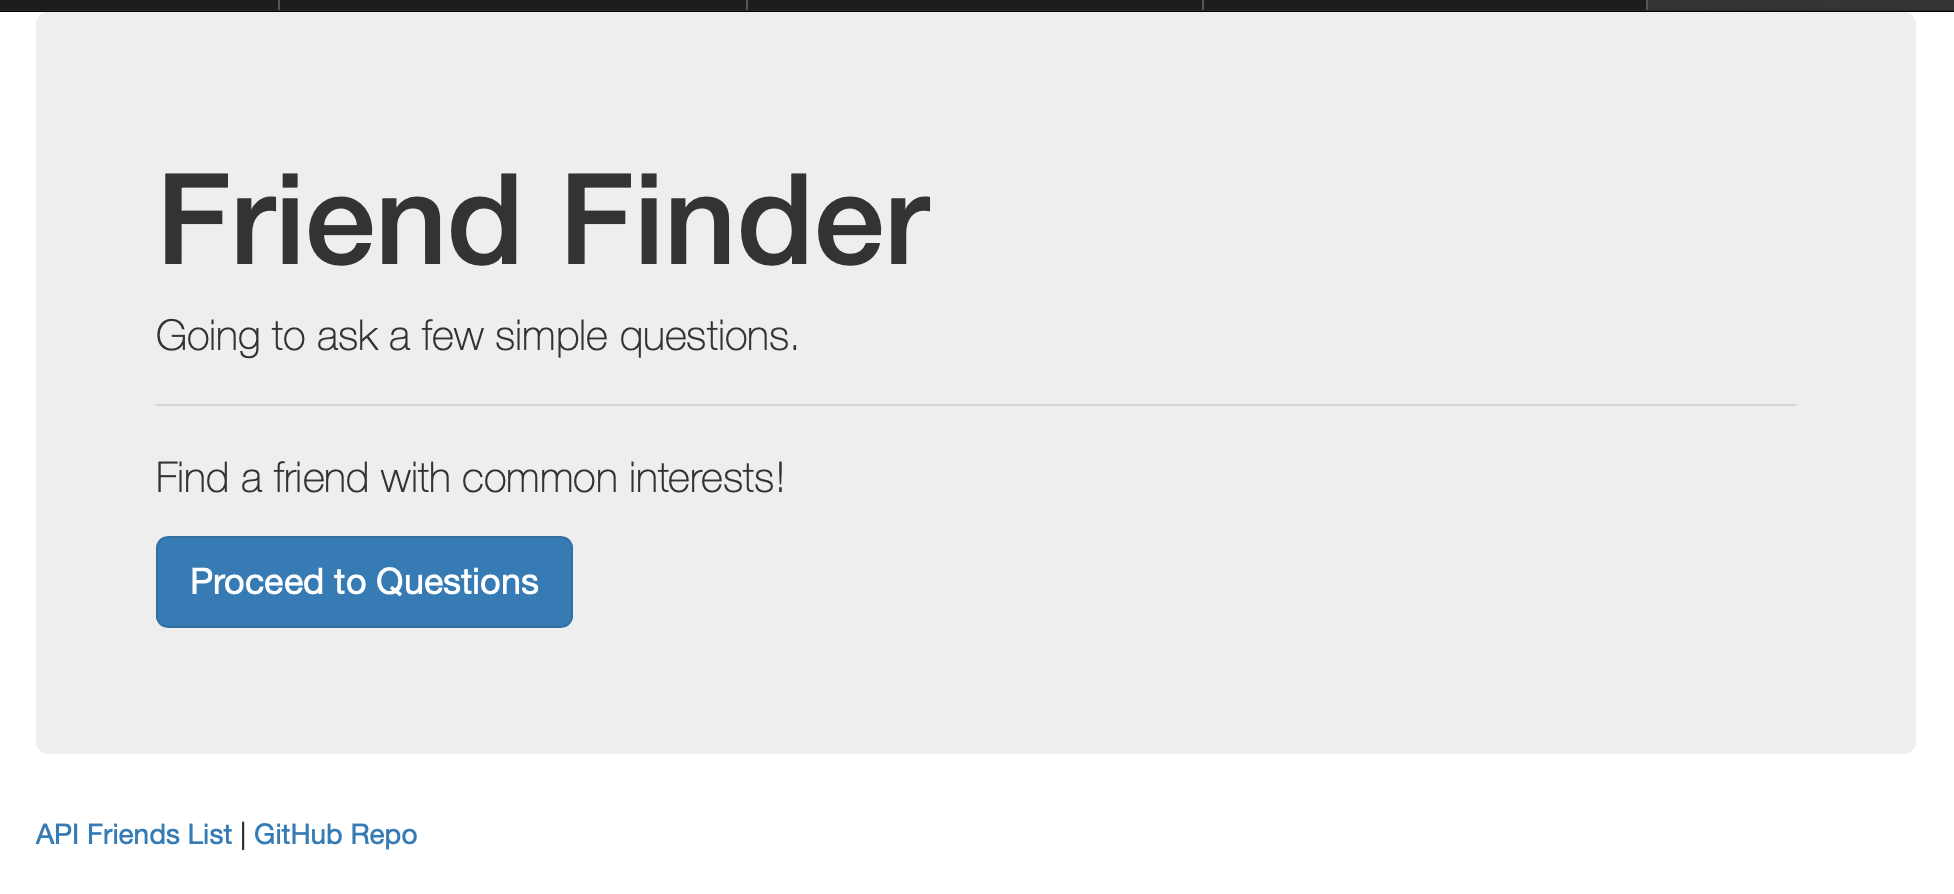 Friend Finder
Going to ask a few simple questions.
Find a friend with common interests!
Proceed to Questions
API Friends List | GitHub Repo